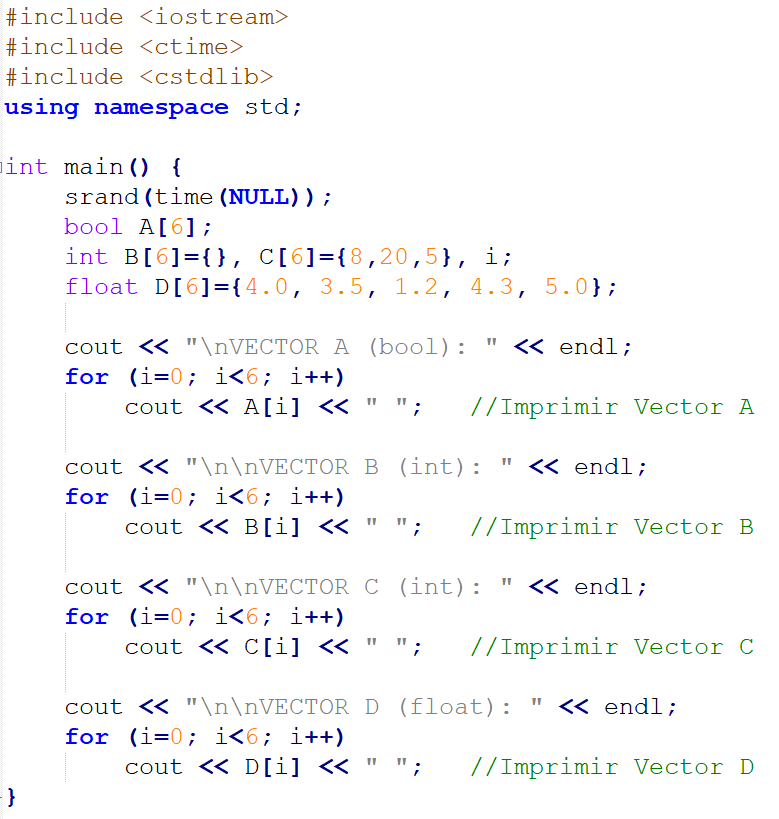 #include <iostream>
#include <ctime>
#include <cstdlib>
using namespace std;

int main() {
    srand(time(NULL));
    bool A[6];
    int B[6]={}, C[6]={8,20,5}, i;
    float D[6]={4.0, 3.5, 1.2, 4.3, 5.0};

    cout << "\nVECTOR A (bool): " << endl;
    for (i=0; i<6; i++)
        cout << A[i] << " ";   //Imprimir Vector A

    cout << "\n\nVECTOR B (int): " << endl;
    for (i=0; i<6; i++)
        cout << B[i] << " ";   //Imprimir Vector B

    cout << "\n\nVECTOR C (int): " << endl;
    for (i=0; i<6; i++)
        cout << C[i] << " ";   //Imprimir Vector C

    cout << "\n\nVECTOR D (float): " << endl;
    for (i=0; i<6; i++)
        cout << D[i] << " ";   //Imprimir Vector D
}